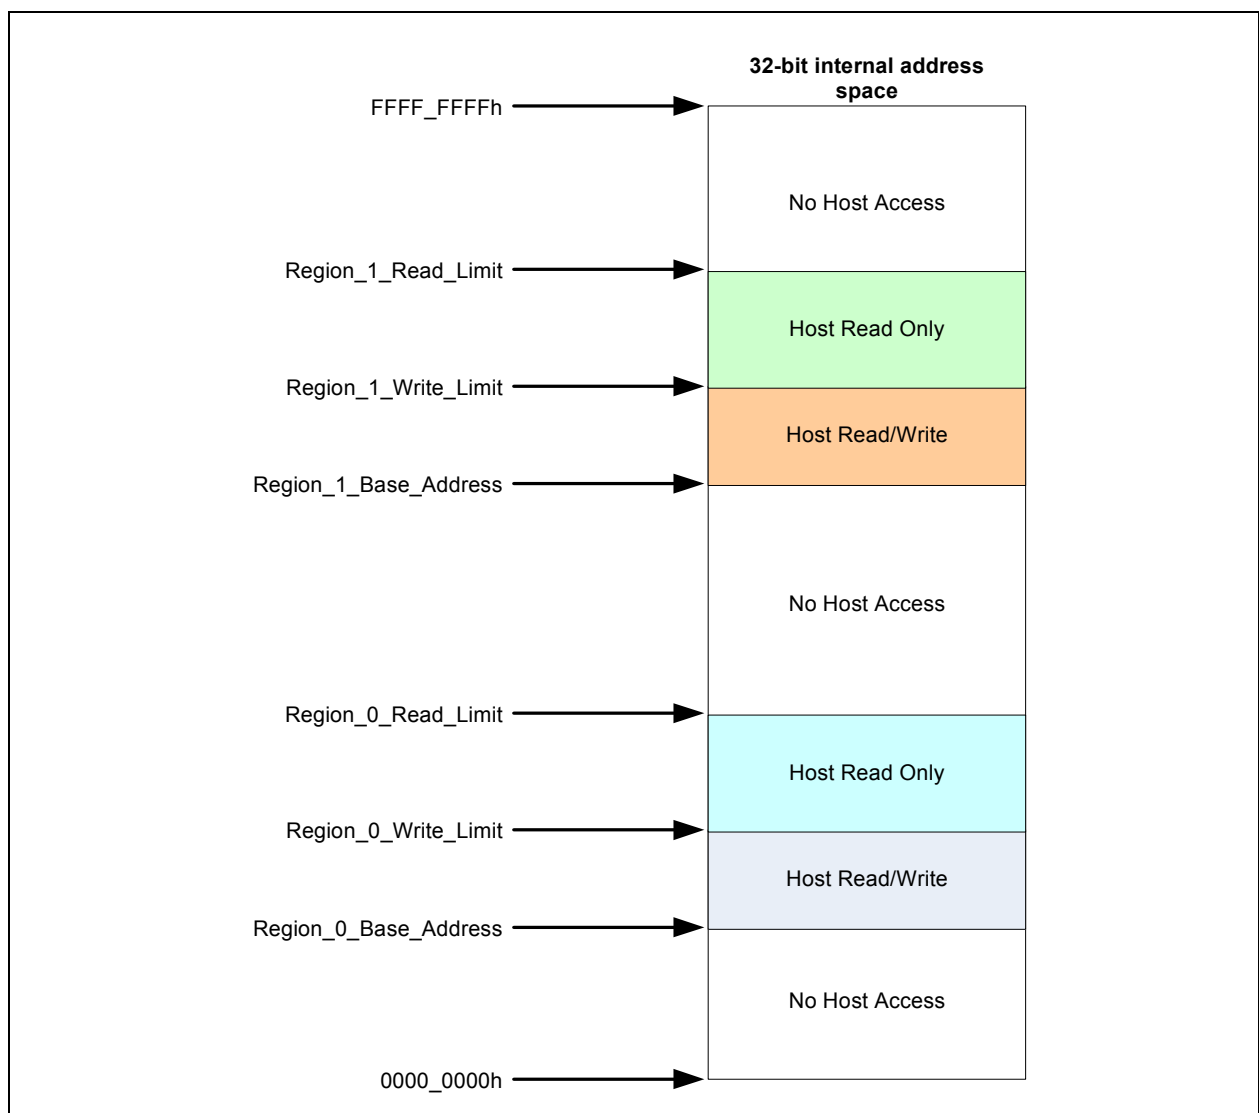 32-bit internal address
space
FFFF_FFFFh
No Host Access
Region_1_Read_Limit
Host Read Only
Region_1_Write_Limit
Host Read/Write
Region_1_Base_Address
No Host Access
Region_0_Read_Limit
Host Read Only
Region_0_Write_Limit
Host Read/Write
Region_0_Base_Address
No Host Access
0000_0000h